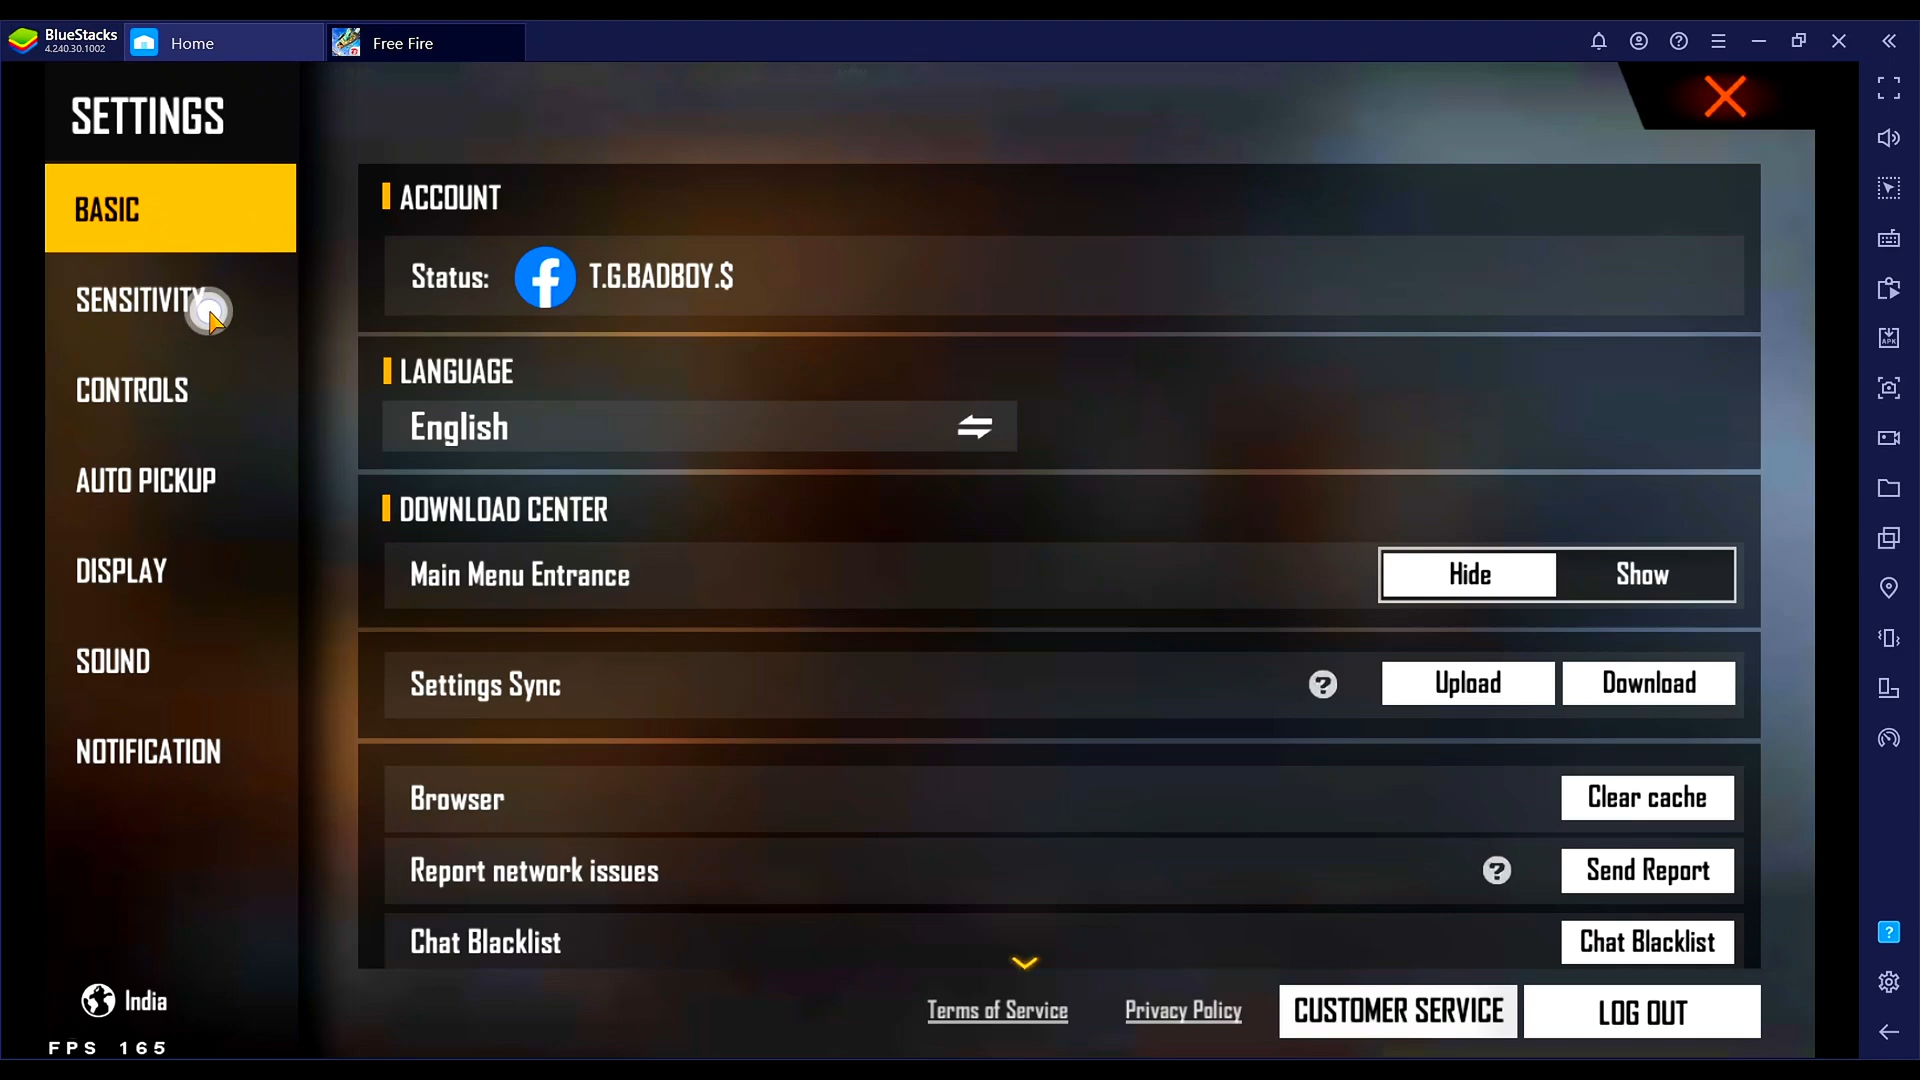 BlueStacks
4.240.30.1002
Home
Free Fire
SETTINGS
BASIC
SENSITIVITY
CONTROLS
AUTO PICKUP
DISPLAY
SOUND
NOTIFICATION
India
FPS 165
ACCOUNT
Status: T.G.BADBOY.$
LANGUAGE
English
DOWNLOAD CENTER
Main Menu Entrance Hide Show
Settings Sync ? Upload Download
Browser Clear cache
Report network issues ? Send Report
Chat Blacklist Chat Blacklist
Terms of Service Privacy Policy CUSTOMER SERVICE LOG OUT
APK